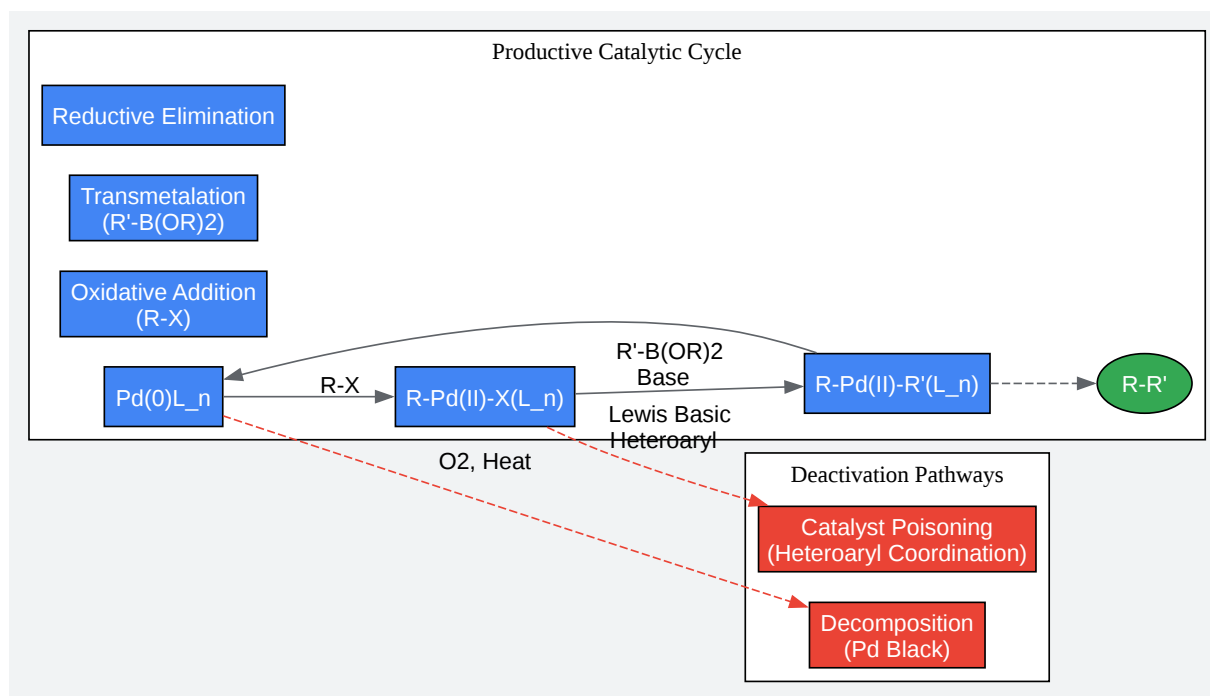 Productive Catalytic Cycle
Reductive Elimination
Transmetalation
(R'-B(OR)2)
Oxidative Addition
(R-X)
Pd(0)L_n
R-X
R-Pd(II)-X(L_n)
R'-B(OR)2
Base
R-Pd(II)-R'(L_n)
R-R'
Lewis Basic
Heteroaryl
O2, Heat
Deactivation Pathways
Catalyst Poisoning
(Heteroaryl Coordination)
Decomposition
(Pd Black)